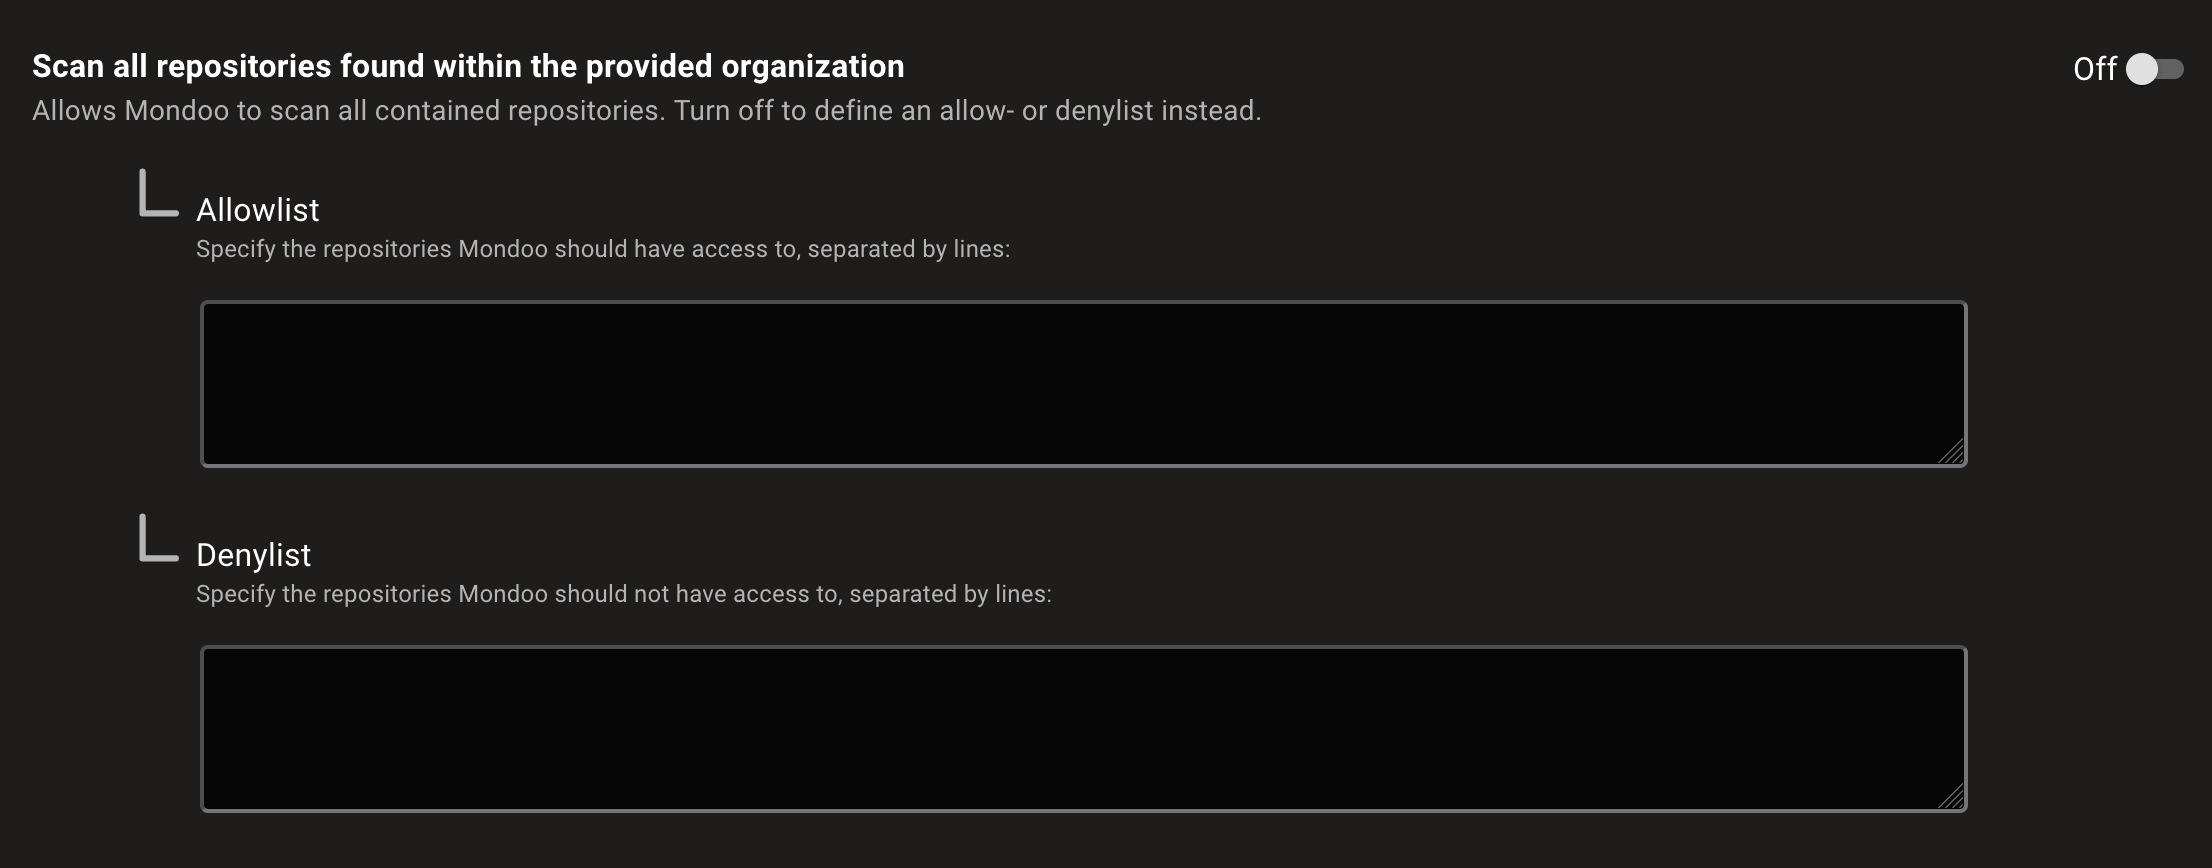 Scan all repositories found within the provided organization
Off
Allows Mondoo to scan all contained repositories. Turn off to define an allow- or denylist instead.
Allowlist
Specify the repositories Mondoo should have access to, separated by lines:
Denylist
Specify the repositories Mondoo should not have access to, separated by lines: